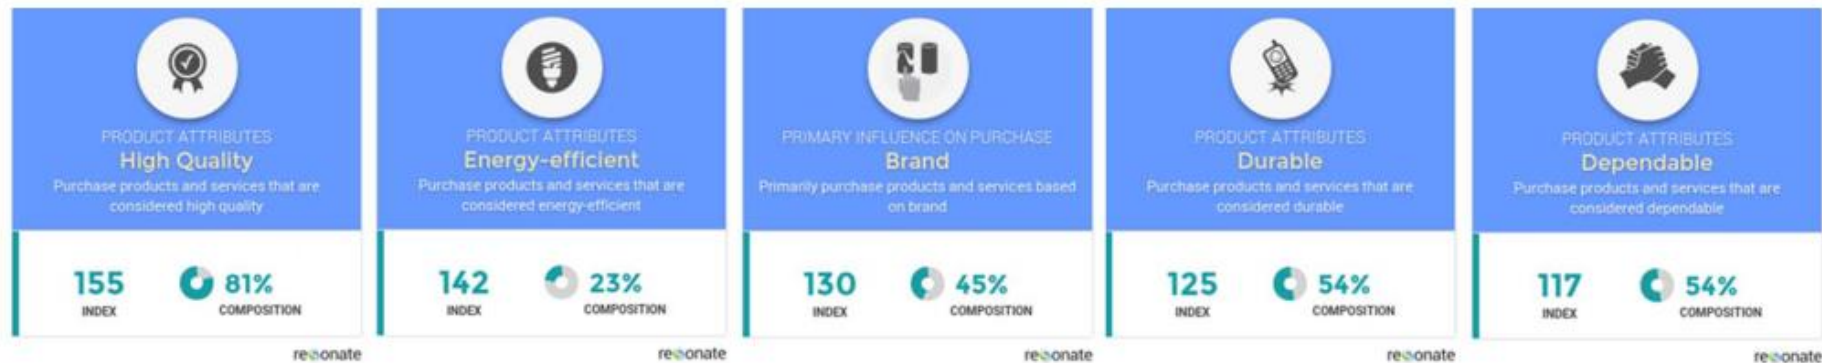 PRODUCT ATTRIBUTES
High Quality
Purchase products and services that are
considered high quality
155
INDEX
81%
COMPOSITION
resonate
PRODUCT ATTRIBUTES
Energy-efficient
Purchase products and services that are
considered energy-efficient
142
INDEX
23%
COMPOSITION
resonate
PRIMARY INFLUENCE ON PURCHASE
Brand
Primarily purchase products and services based
on brand
130
INDEX
45%
COMPOSITION
resonate
PRODUCT ATTRIBUTES
Durable
Purchase products and services that are
considered durable
125
INDEX
54%
COMPOSITION
resonate
PRODUCT ATTRIBUTES
Dependable
Purchase products and services that are
considered dependable
117
INDEX
54%
COMPOSITION
resonate